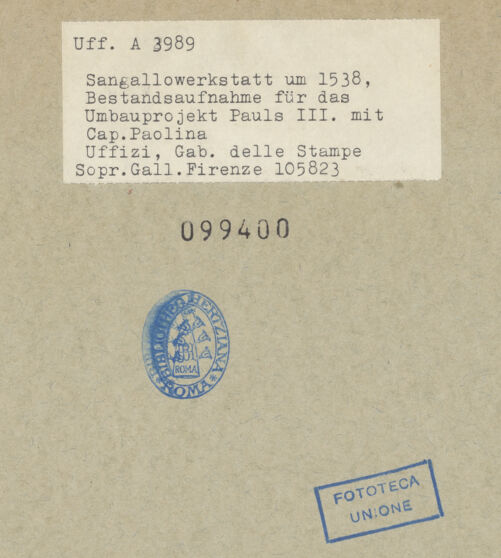 Uff. A 3989
Sangallowerkstatt um 1538,
Bestandsaufnahme für das
Umbauprojekt Pauls III. mit
Cap.Paolina
Uffizi, Gab. delle Stampe
Sopr.Gall.Firenze 105823
099400
BIBLIOTHECA HERTZIANA
ROMA
ROMA
FOTOTECA
UNIONE